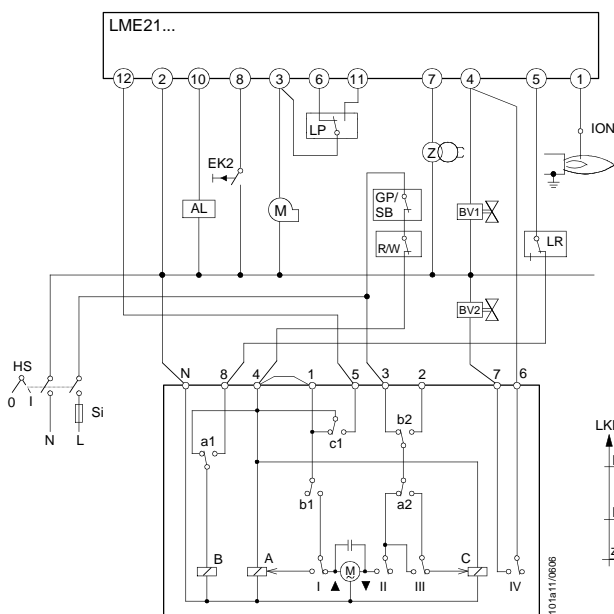 LME21...
12 2 10 8 3 6 11 7 4 5 1
LP
ION
EK2
Z
AL
M
GP/
SB
BV1
R/W
LR
BV2
HS
0 I
Si
N L
N 8 4 1 5 3 2 7 6
a1
c1
b2
b1
a2
B A I M II III C IV
~
101a11/0606